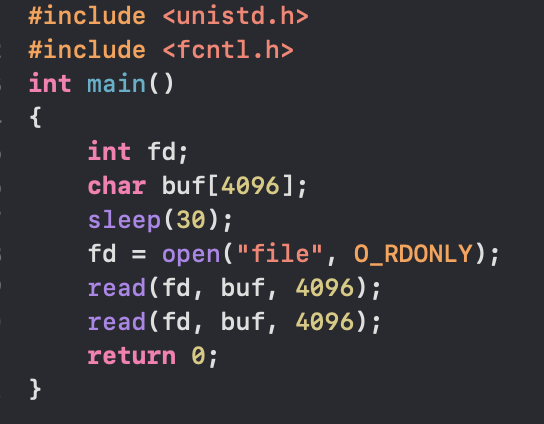 #include <unistd.h>
#include <fcntl.h>
int main()
{
    int fd;
    char buf[4096];
    sleep(30);
    fd = open("file", O_RDONLY);
    read(fd, buf, 4096);
    read(fd, buf, 4096);
    return 0;
}